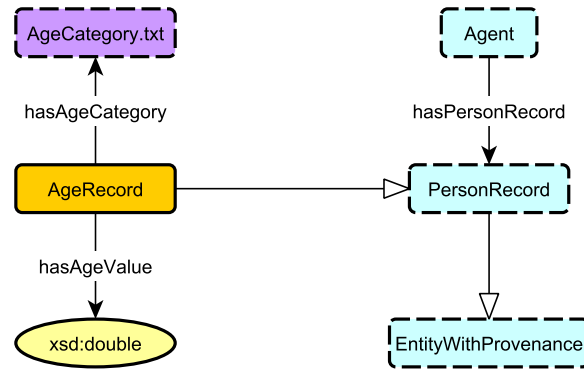 AgeCategory.txt
Agent
hasAgeCategory
hasPersonRecord
AgeRecord
PersonRecord
hasAgeValue
xsd:double
EntityWithProvenance